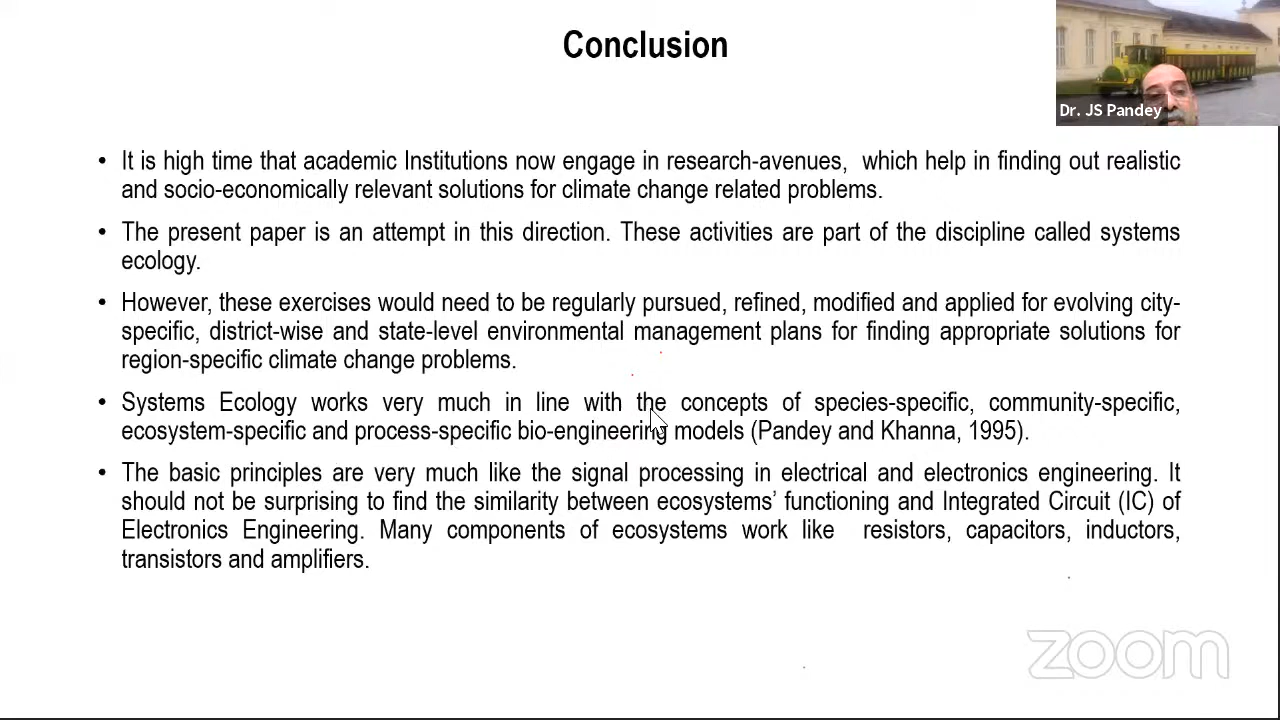 Conclusion
Dr. JS Pandey
• It is high time that academic Institutions now engage in research-avenues, which help in finding out realistic
and socio-economically relevant solutions for climate change related problems.
• The present paper is an attempt in this direction. These activities are part of the discipline called systems
ecology.
• However, these exercises would need to be regularly pursued, refined, modified and applied for evolving city-
specific, district-wise and state-level environmental management plans for finding appropriate solutions for
region-specific climate change problems.
• Systems Ecology works very much in line with the concepts of species-specific, community-specific,
ecosystem-specific and process-specific bio-engineering models (Pandey and Khanna, 1995).
• The basic principles are very much like the signal processing in electrical and electronics engineering. It
should not be surprising to find the similarity between ecosystems’ functioning and Integrated Circuit (IC) of
Electronics Engineering. Many components of ecosystems work like resistors, capacitors, inductors,
transistors and amplifiers.
zoom